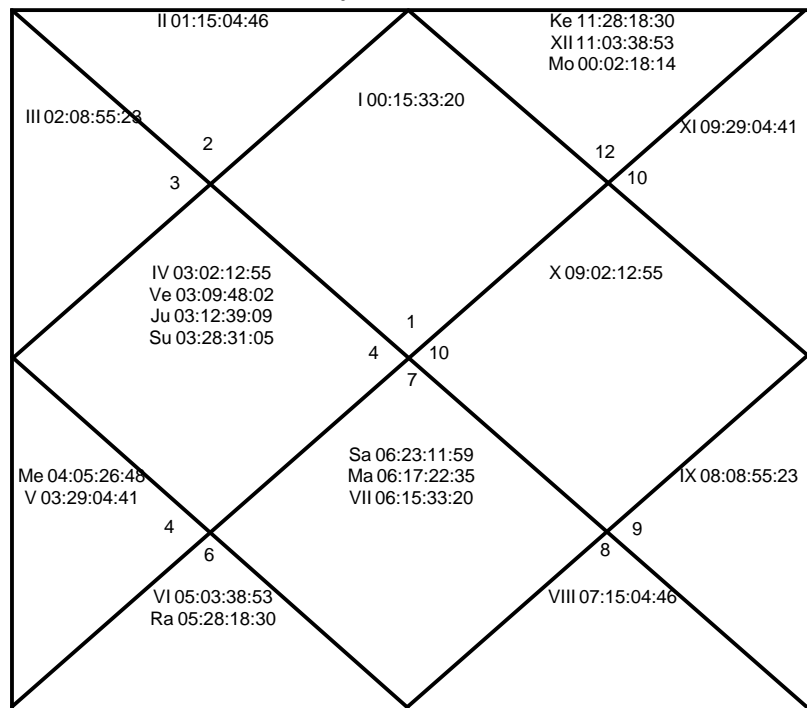 II 01:15:04:46
Ke 11:28:18:30
XII 11:03:38:53
Mo 00:02:18:14
I 00:15:33:20
III 02:08:55:23
XI 09:29:04:41
2
12
3
10
IV 03:02:12:55
Ve 03:09:48:02
Ju 03:12:39:09
Su 03:28:31:05
X 09:02:12:55
1
4
10
7
Sa 06:23:11:59
Ma 06:17:22:35
VII 06:15:33:20
Me 04:05:26:48
V 03:29:04:41
IX 08:08:55:23
4
9
6
8
VI 05:03:38:53
Ra 05:28:18:30
VIII 07:15:04:46